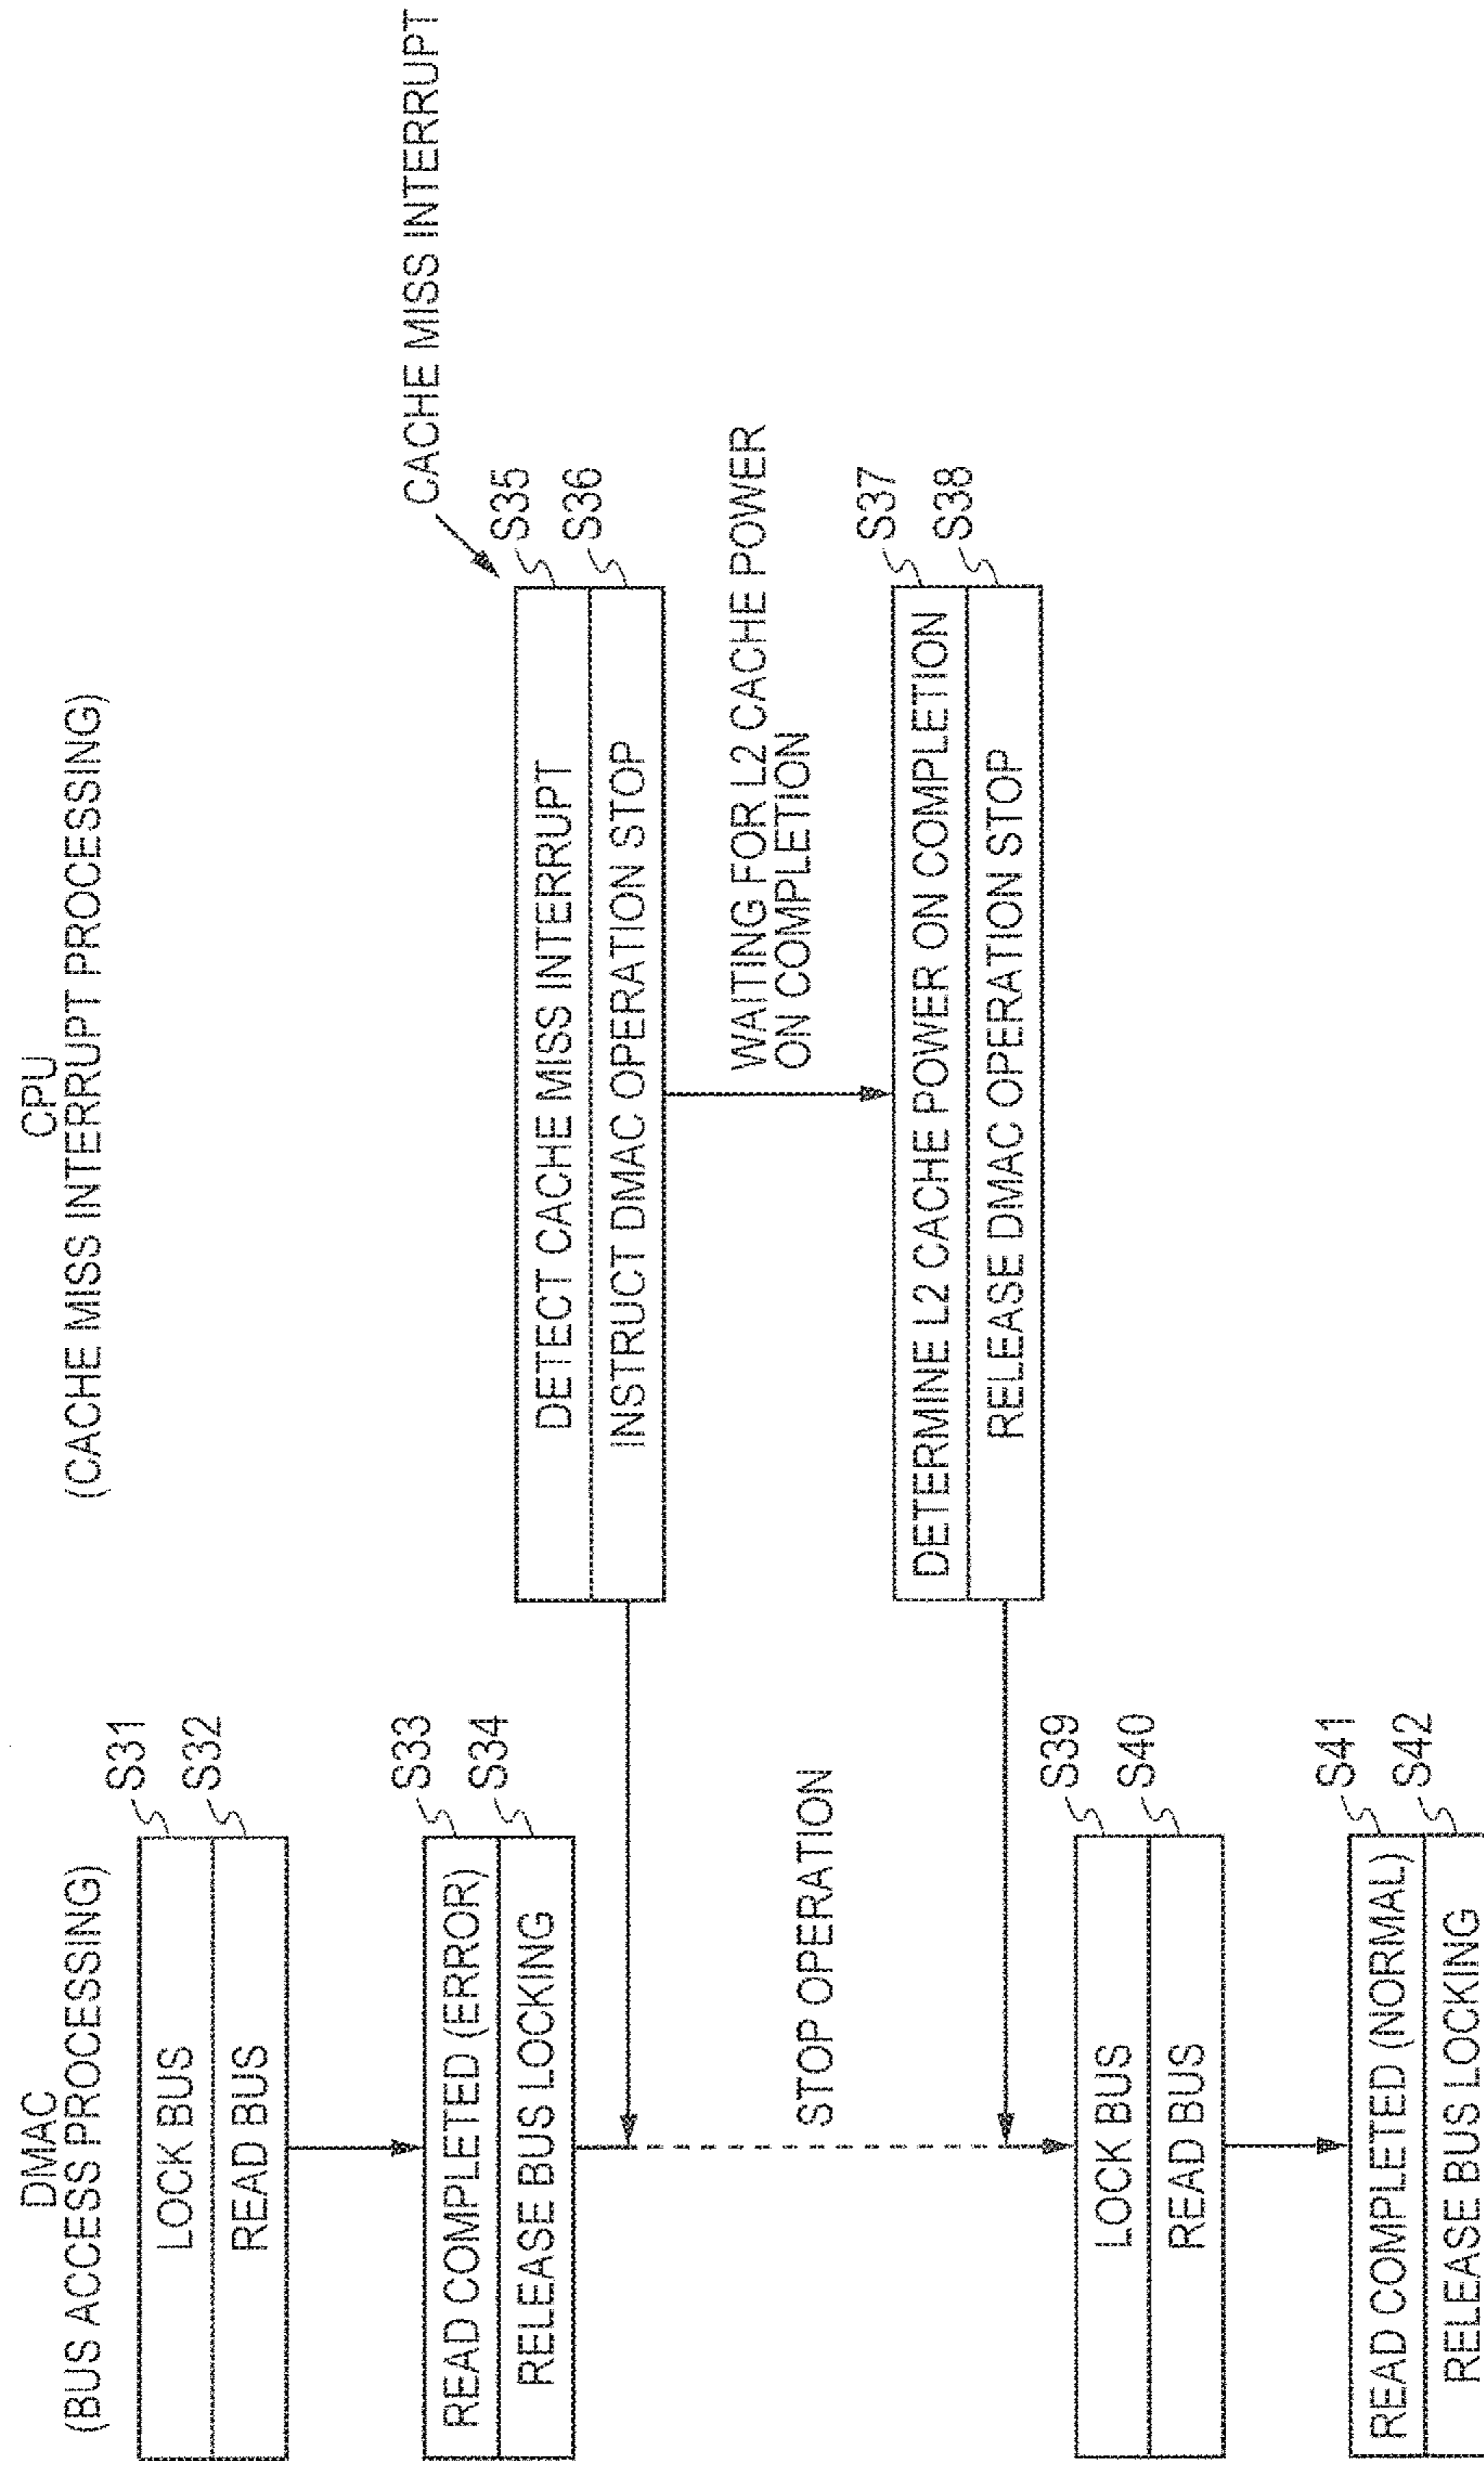 DMAC
(BUS ACCESS PROCESSING)
CPU
(CACHE MISS INTERRUPT PROCESSING)
LOCK BUS
S31
READ BUS
S32
READ COMPLETED (ERROR)
S33
RELEASE BUS LOCKING
S34
CACHE MISS INTERRUPT
DETECT CACHE MISS INTERRUPT
S35
INSTRUCT DMAC OPERATION STOP
S36
STOP OPERATION
WAITING FOR L2 CACHE POWER
ON COMPLETION
DETERMINE L2 CACHE POWER ON COMPLETION
S37
RELEASE DMAC OPERATION STOP
S38
LOCK BUS
S39
READ BUS
S40
READ COMPLETED (NORMAL)
S41
RELEASE BUS LOCKING
S42